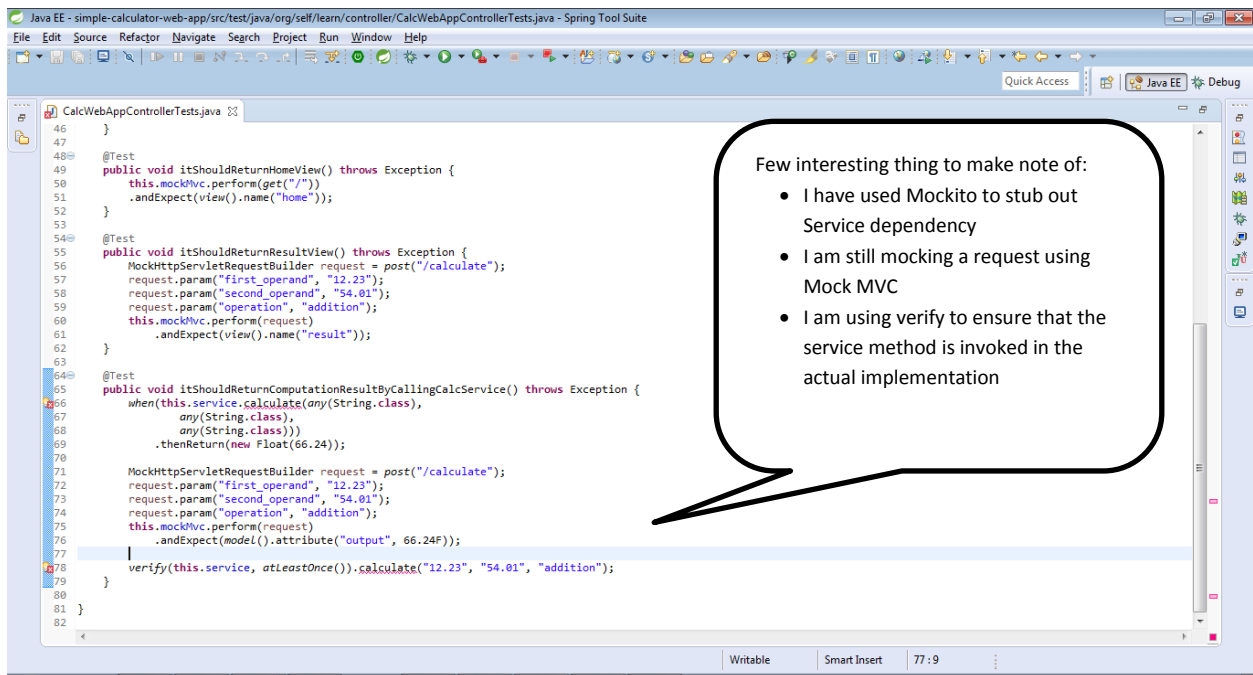 Java EE - simple-calculator-web-app/src/test/java/org/self/learn/controller/CalcWebAppControllerTests.java - Spring Tool Suite
File Edit Source Refactor Navigate Search Project Run Window Help
Quick Access
Java EE
Debug
CalcWebAppControllerTests.java
46 }
47
48 @Test
49 public void itShouldReturnHomeView() throws Exception {
50 this.mockMvc.perform(get("/"))
51 .andExpect(view().name("home"));
52 }
53
54 @Test
55 public void itShouldReturnResultView() throws Exception {
56 MockHttpServletRequestBuilder request = post("/calculate");
57 request.param("first_operand", "12.23");
58 request.param("second_operand", "54.01");
59 request.param("operation", "addition");
60 this.mockMvc.perform(request)
61 .andExpect(view().name("result"));
62 }
63
64 @Test
65 public void itShouldReturnComputationResultByCallingCalcService() throws Exception {
66 when(this.service.calculate(any(String.class),
67 any(String.class),
68 any(String.class)))
69 .thenReturn(new Float(66.24));
70
71 MockHttpServletRequestBuilder request = post("/calculate");
72 request.param("first_operand", "12.23");
73 request.param("second_operand", "54.01");
74 request.param("operation", "addition");
75 this.mockMvc.perform(request)
76 .andExpect(model().attribute("output", 66.24F));
77
78 verify(this.service, atLeastOnce()).calculate("12.23", "54.01", "addition");
79 }
80
81 }
82
Few interesting thing to make note of:
• I have used Mockito to stub out
Service dependency
• I am still mocking a request using
Mock MVC
• I am using verify to ensure that the
service method is invoked in the
actual implementation
Writable
Smart Insert
77 : 9